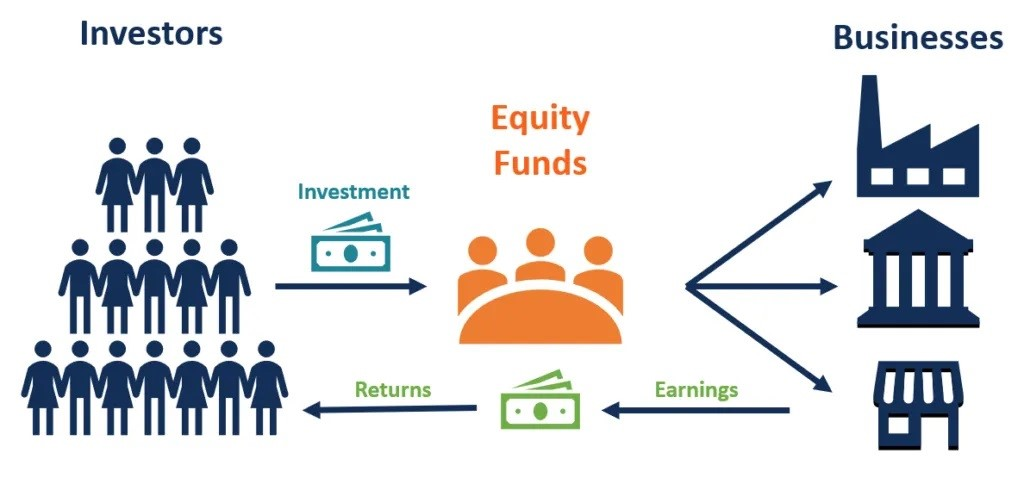 Investors
Businesses
Equity
Funds
Investment
Returns
Earnings